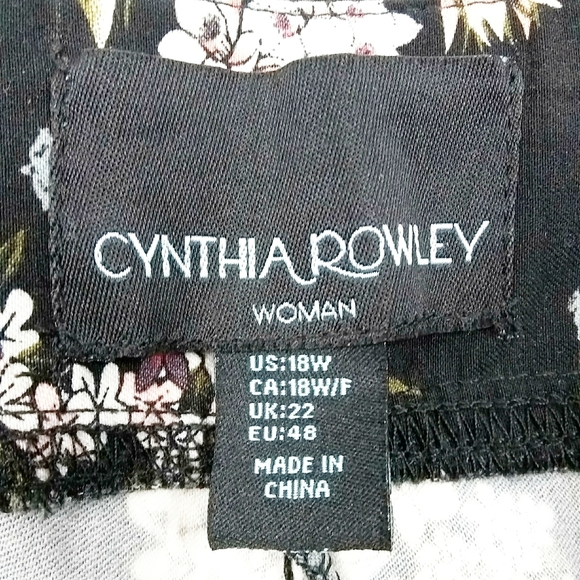 CYNTHIA ROWLEY
WOMAN
US:18W
CA:18W/F
UK:22
EU:48
MADE IN
CHINA